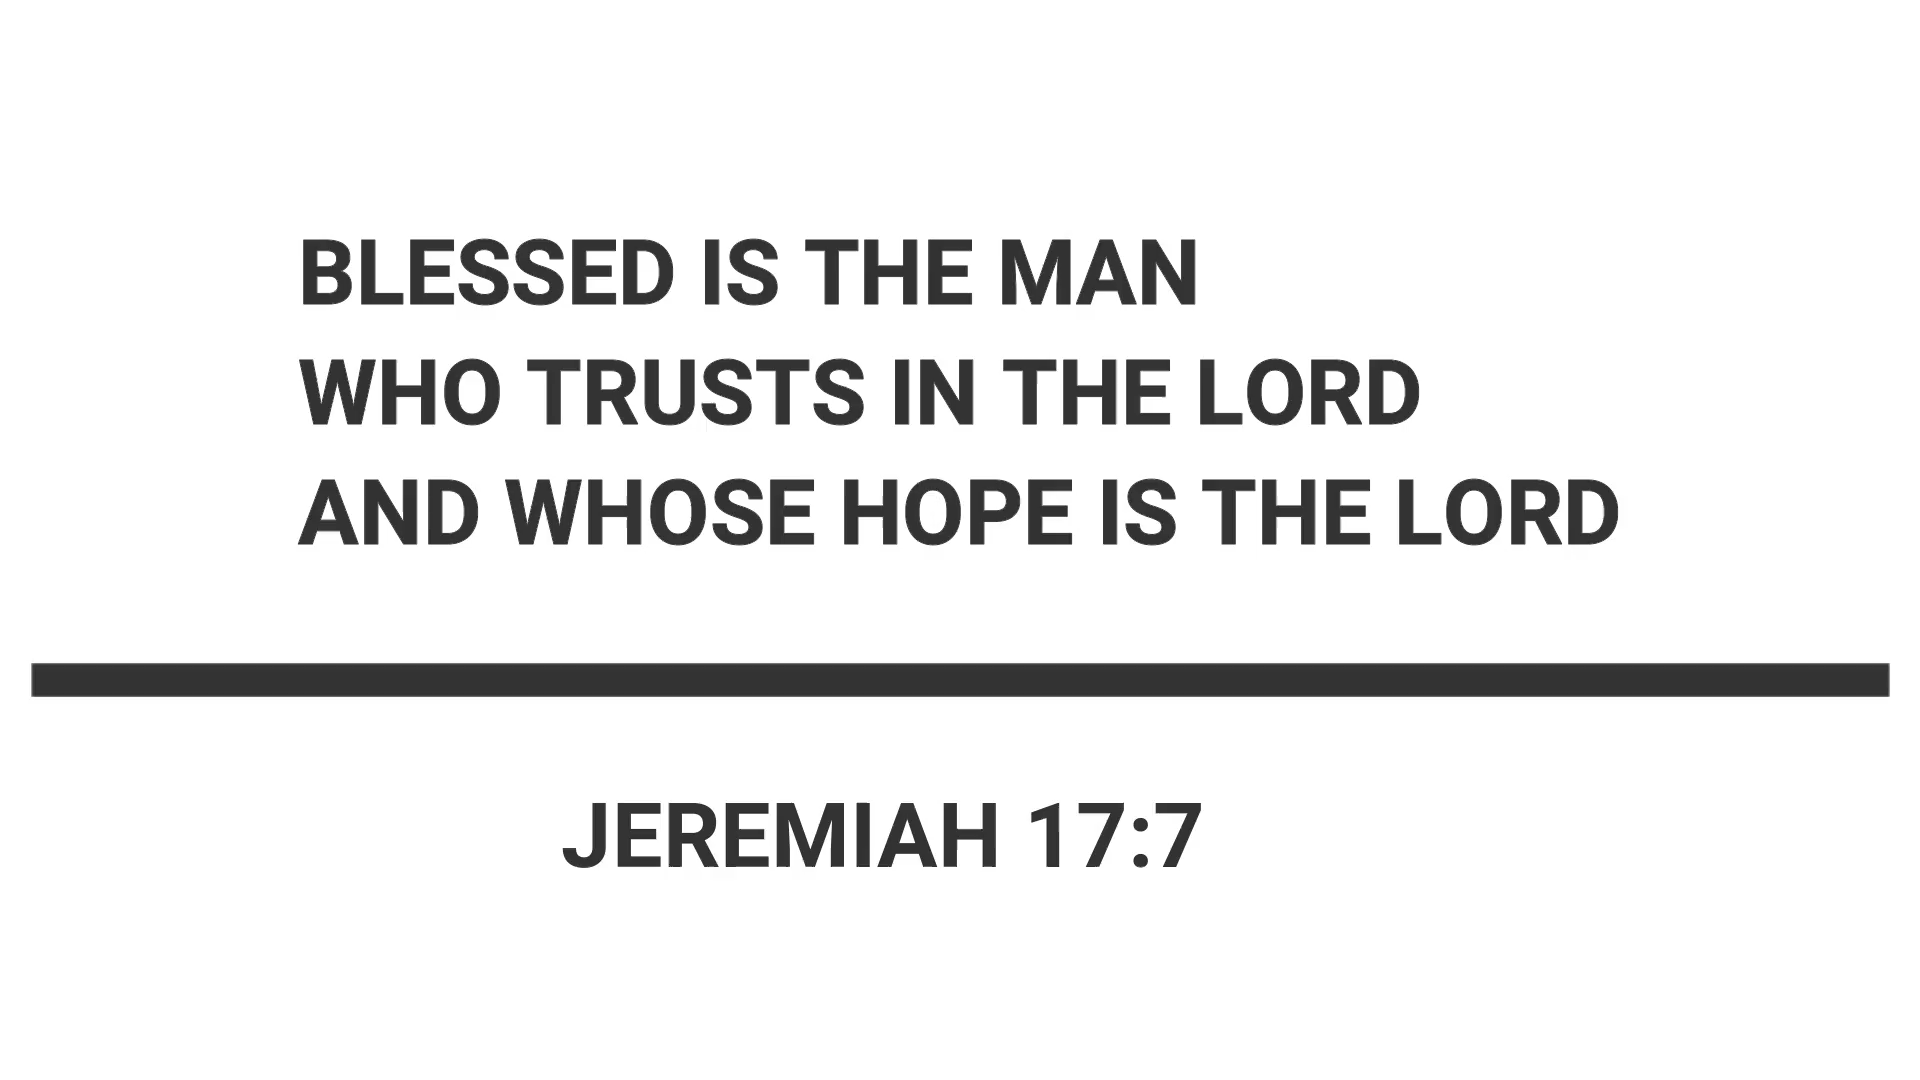 BLESSED IS THE MAN
WHO TRUSTS IN THE LORD
AND WHOSE HOPE IS THE LORD
JEREMIAH 17:7